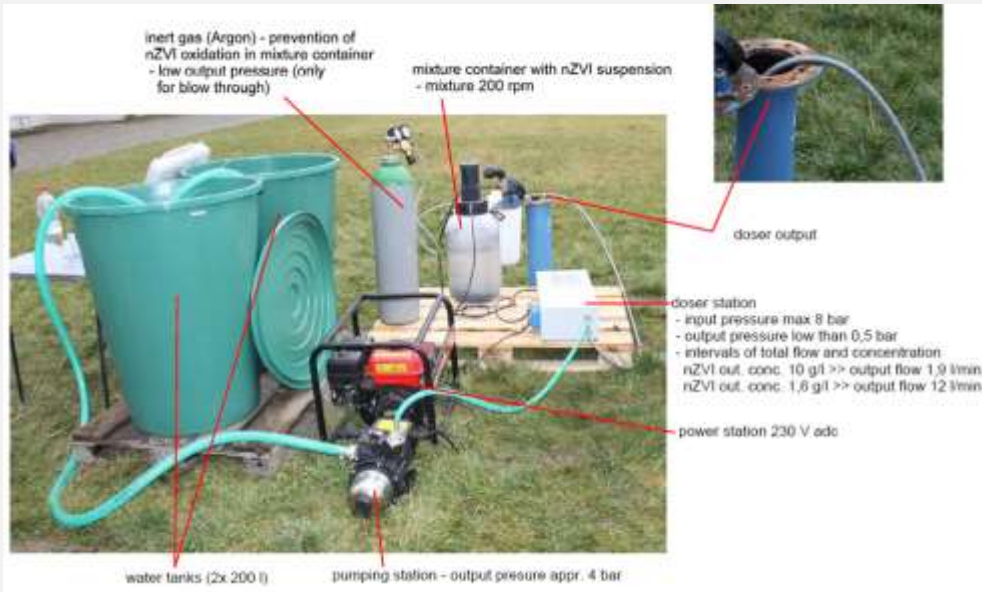 inert gas (Argon) - prevention of
nZVI oxidation in mixture container
- low output pressure (only
for blow through)
mixture container with nZVI suspension
- mixture 200 rpm
doser output
doser station
- input pressure max 8 bar
- output pressure low than 0,5 bar
- intervals of total flow and concentration
nZVI out. conc. 10 g/l >> output flow 1,9 l/min
nZVI out. conc. 1,6 g/l >> output flow 12 l/min
power station 230 V adc
water tanks (2x 200 l)
pumping station - output presure appr. 4 bar